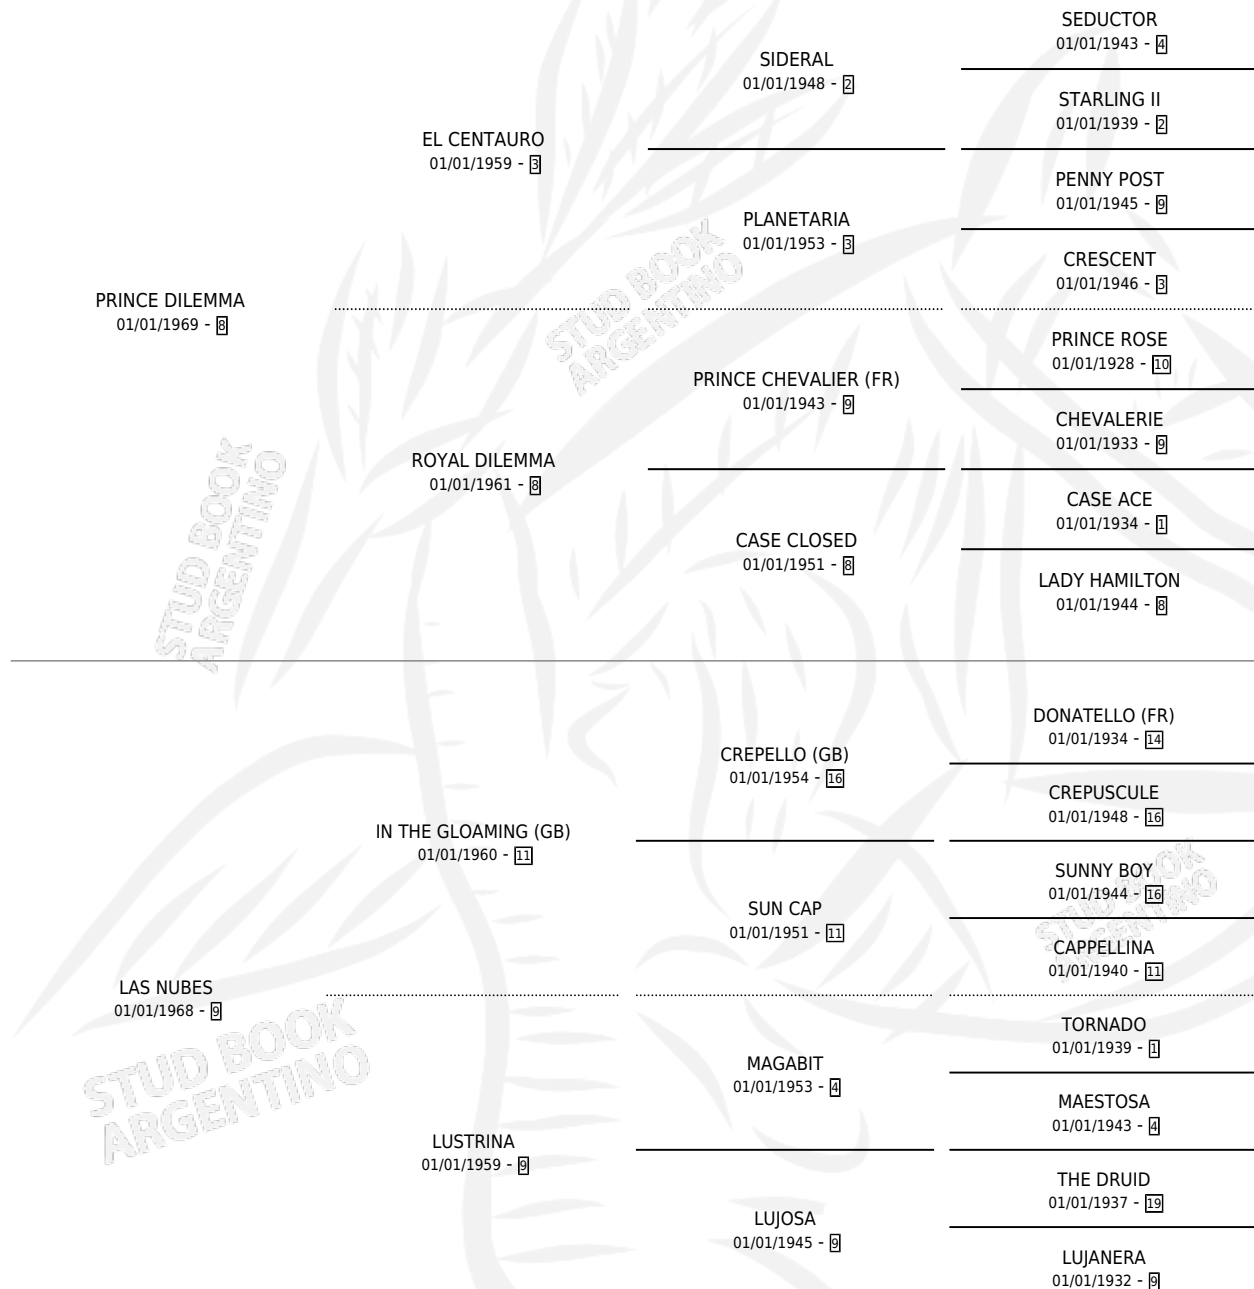 SEDUCTOR
01/01/1943 - 4
SIDERAL
01/01/1948 - 2
STARLING II
01/01/1939 - 2
EL CENTAURO
01/01/1959 - 3
PENNY POST
01/01/1945 - 9
PLANETARIA
01/01/1953 - 3
CRESCENT
01/01/1946 - 3
PRINCE DILEMMA
01/01/1969 - 8
PRINCE ROSE
01/01/1928 - 10
PRINCE CHEVALIER (FR)
01/01/1943 - 9
CHEVALERIE
01/01/1933 - 9
ROYAL DILEMMA
01/01/1961 - 8
CASE ACE
01/01/1934 - 1
CASE CLOSED
01/01/1951 - 8
LADY HAMILTON
01/01/1944 - 8
DONATELLO (FR)
01/01/1934 - 14
CREPELLO (GB)
01/01/1954 - 16
CREPUSCULE
01/01/1948 - 16
IN THE GLOAMING (GB)
01/01/1960 - 11
SUNNY BOY
01/01/1944 - 16
SUN CAP
01/01/1951 - 11
CAPPELLINA
01/01/1940 - 11
LAS NUBES
01/01/1968 - 9
TORNADO
01/01/1939 - 1
MAGABIT
01/01/1953 - 4
MAESTOSA
01/01/1943 - 4
LUSTRINA
01/01/1959 - 9
THE DRUID
01/01/1937 - 19
LUJOSA
01/01/1945 - 9
LUJANERA
01/01/1932 - 9
STUD BOOK
ARGENTINO
STUD BOOK
ARGENTINO
STUD BOOK
ARGENTINO
STUD BOOK
ARGENTINO